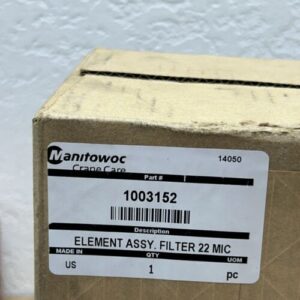 Manitowoc 14050
Crane Care
Part #
1003152
Description
ELEMENT ASSY. FILTER 22 MIC
MADE IN QTY UOM
US 1 pc